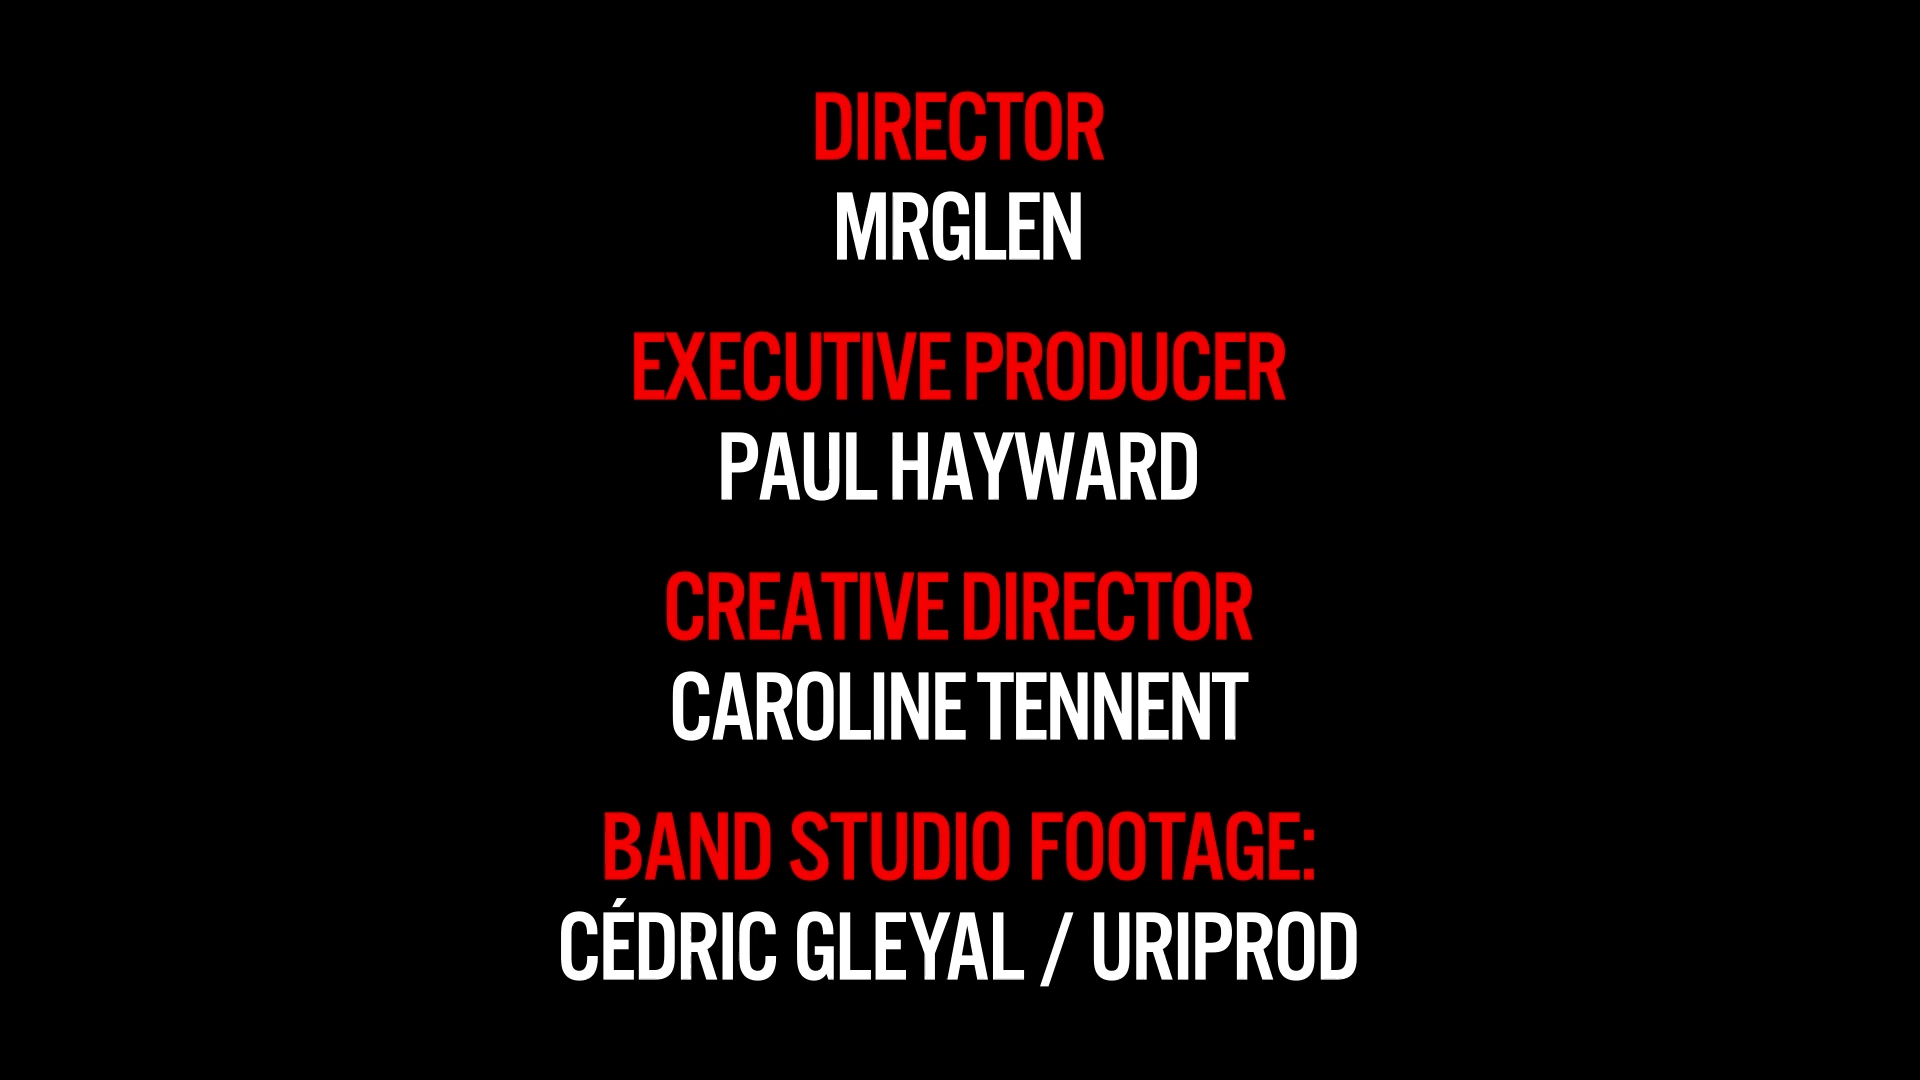 DIRECTOR
MRGLEN
EXECUTIVE PRODUCER
PAUL HAYWARD
CREATIVE DIRECTOR
CAROLINE TENNENT
BAND STUDIO FOOTAGE:
CÉDRIC GLEYAL / URIPROD